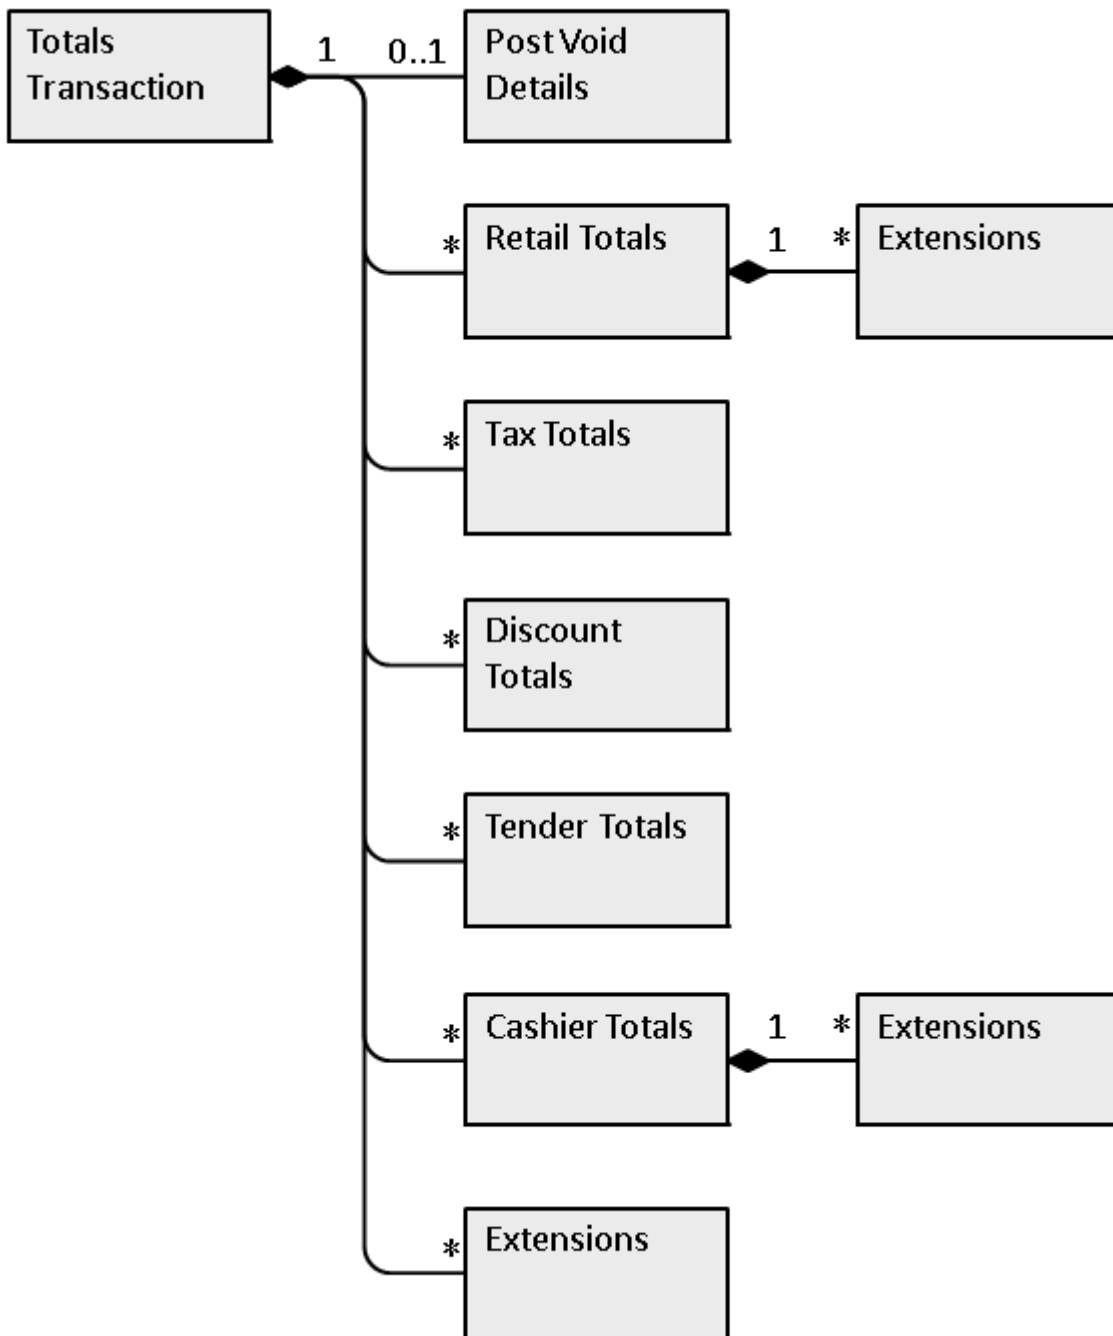 Totals
Transaction
1
0..1
Post Void
Details
*
Retail Totals
1
*
Extensions
*
Tax Totals
*
Discount
Totals
*
Tender Totals
*
Cashier Totals
1
*
Extensions
*
Extensions